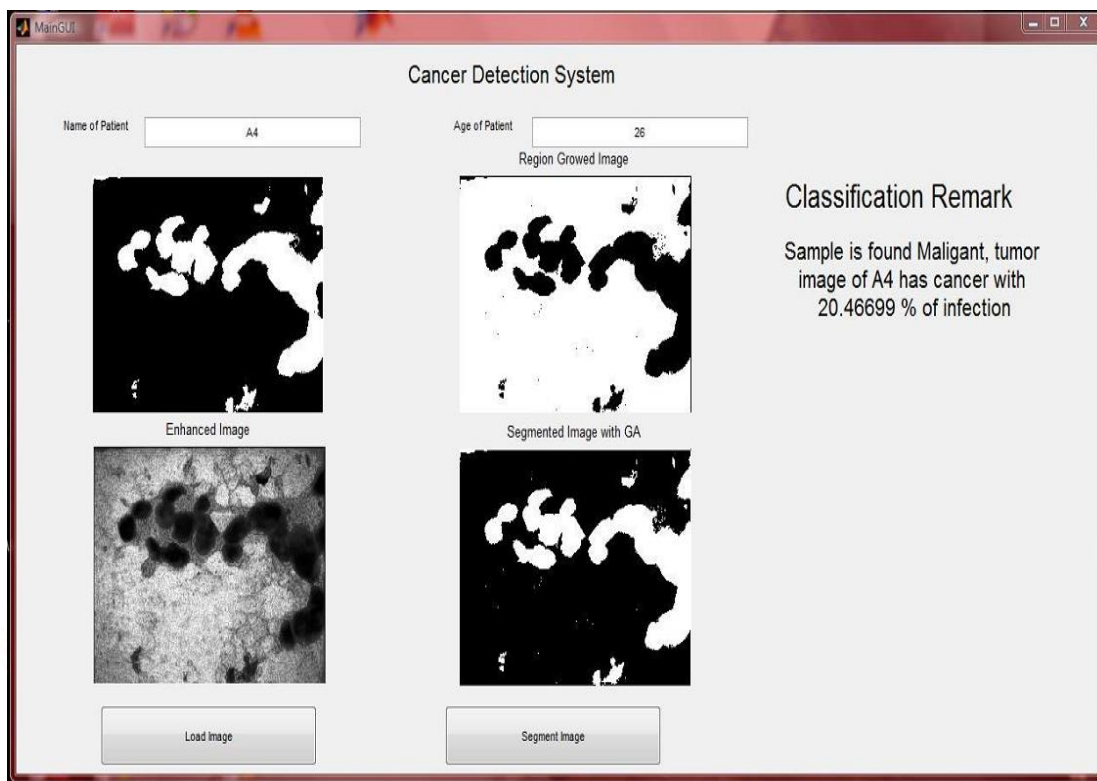 MainGUI
Cancer Detection System
Name of Patient
A4
Age of Patient
26
Region Growed Image
Classification Remark
Sample is found Maligant, tumor
image of A4 has cancer with
20.46699 % of infection
Enhanced Image
Segmented Image with GA
Load Image
Segment Image